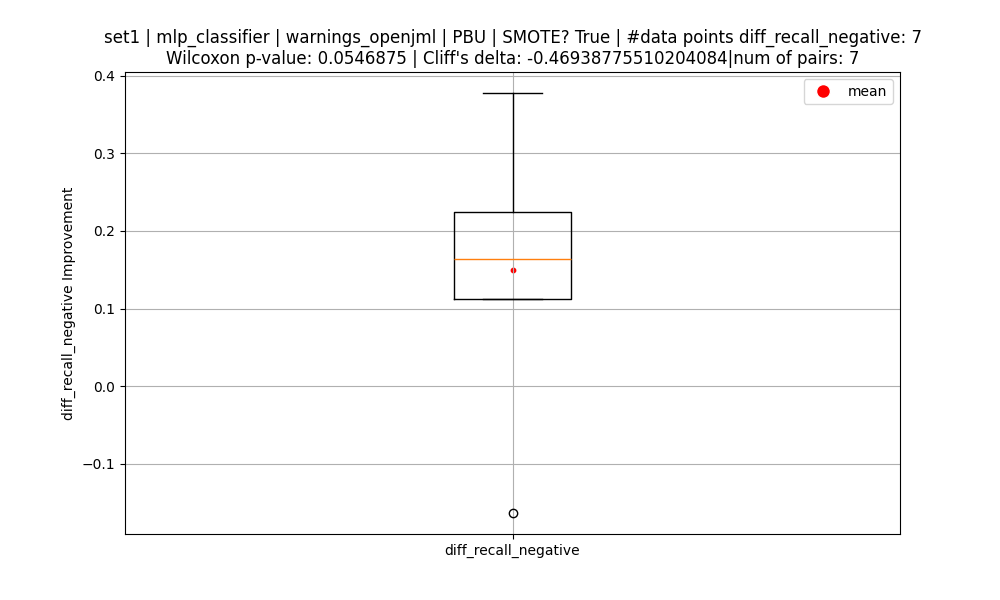 set1 | mlp_classifier | warnings_openjml | PBU | SMOTE? True | #data points diff_recall_negative: 7
Wilcoxon p-value: 0.0546875 | Cliff's delta: -0.46938775510204084|num of pairs: 7
mean
0.4
0.3
0.2
0.1
0.0
−0.1
diff_recall_negative Improvement
diff_recall_negative